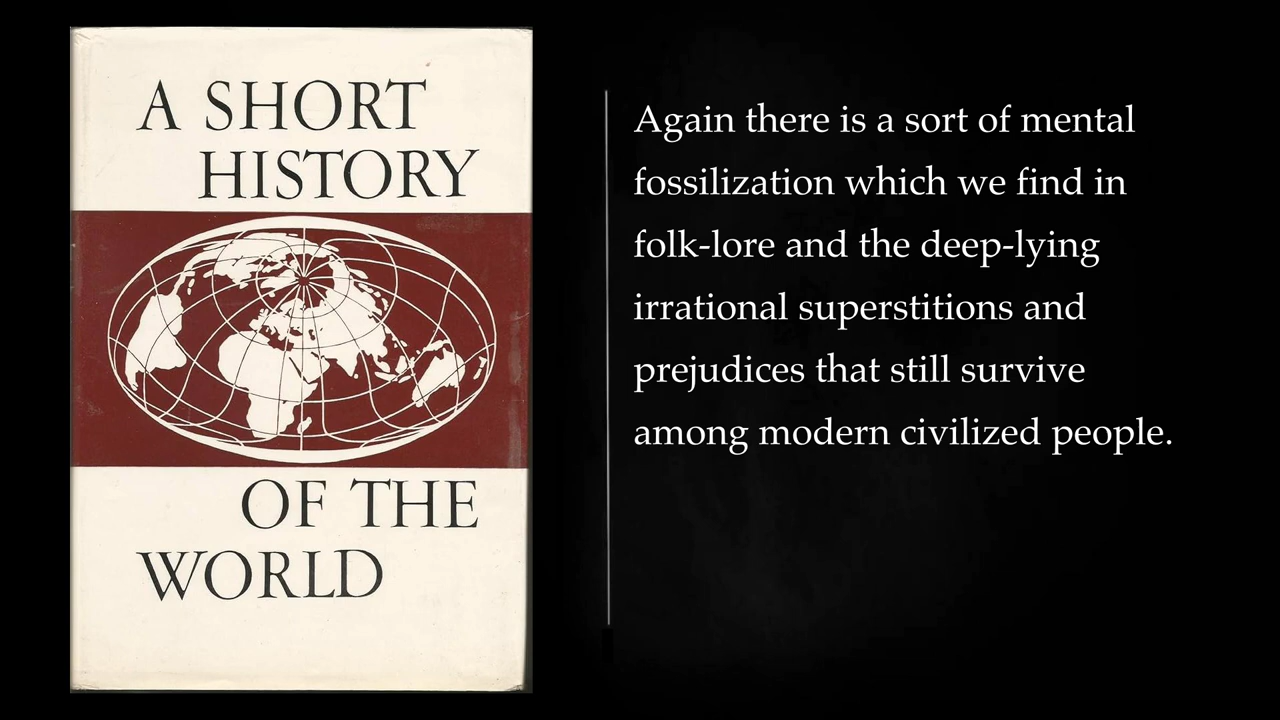 A SHORT
HISTORY
OF THE
WORLD
Again there is a sort of mental
fossilization which we find in
folk-lore and the deep-lying
irrational superstitions and
prejudices that still survive
among modern civilized people.